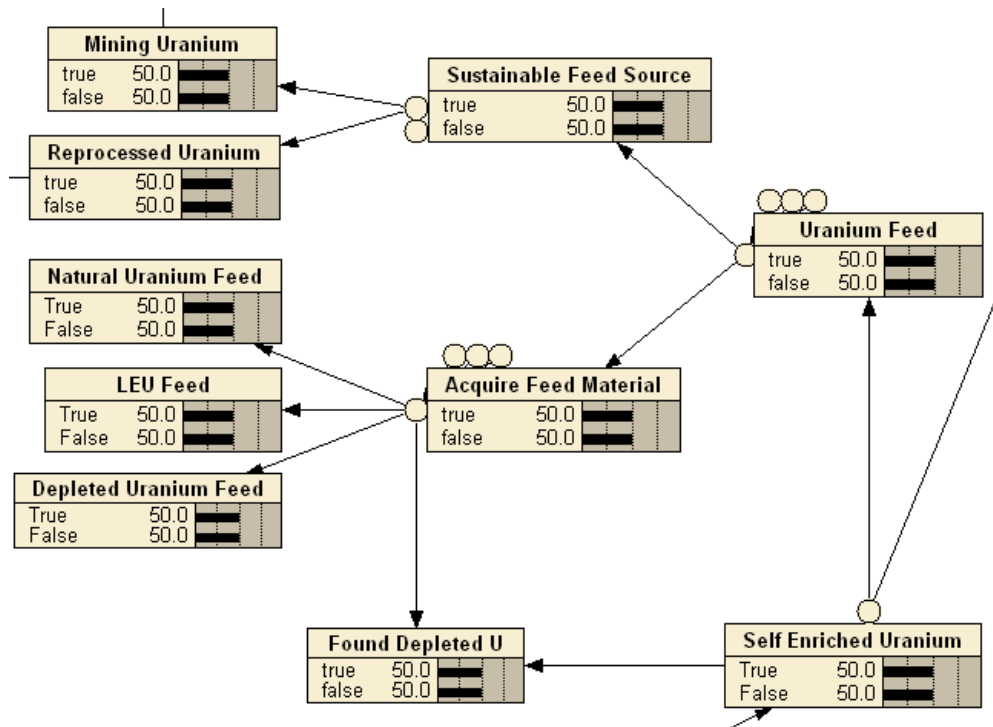 Mining Uranium
true 50.0
false 50.0
Sustainable Feed Source
true 50.0
false 50.0
Reprocessed Uranium
true 50.0
false 50.0
Uranium Feed
true 50.0
false 50.0
Natural Uranium Feed
True 50.0
False 50.0
LEU Feed
True 50.0
False 50.0
Acquire Feed Material
true 50.0
false 50.0
Depleted Uranium Feed
True 50.0
False 50.0
Found Depleted U
true 50.0
false 50.0
Self Enriched Uranium
True 50.0
False 50.0